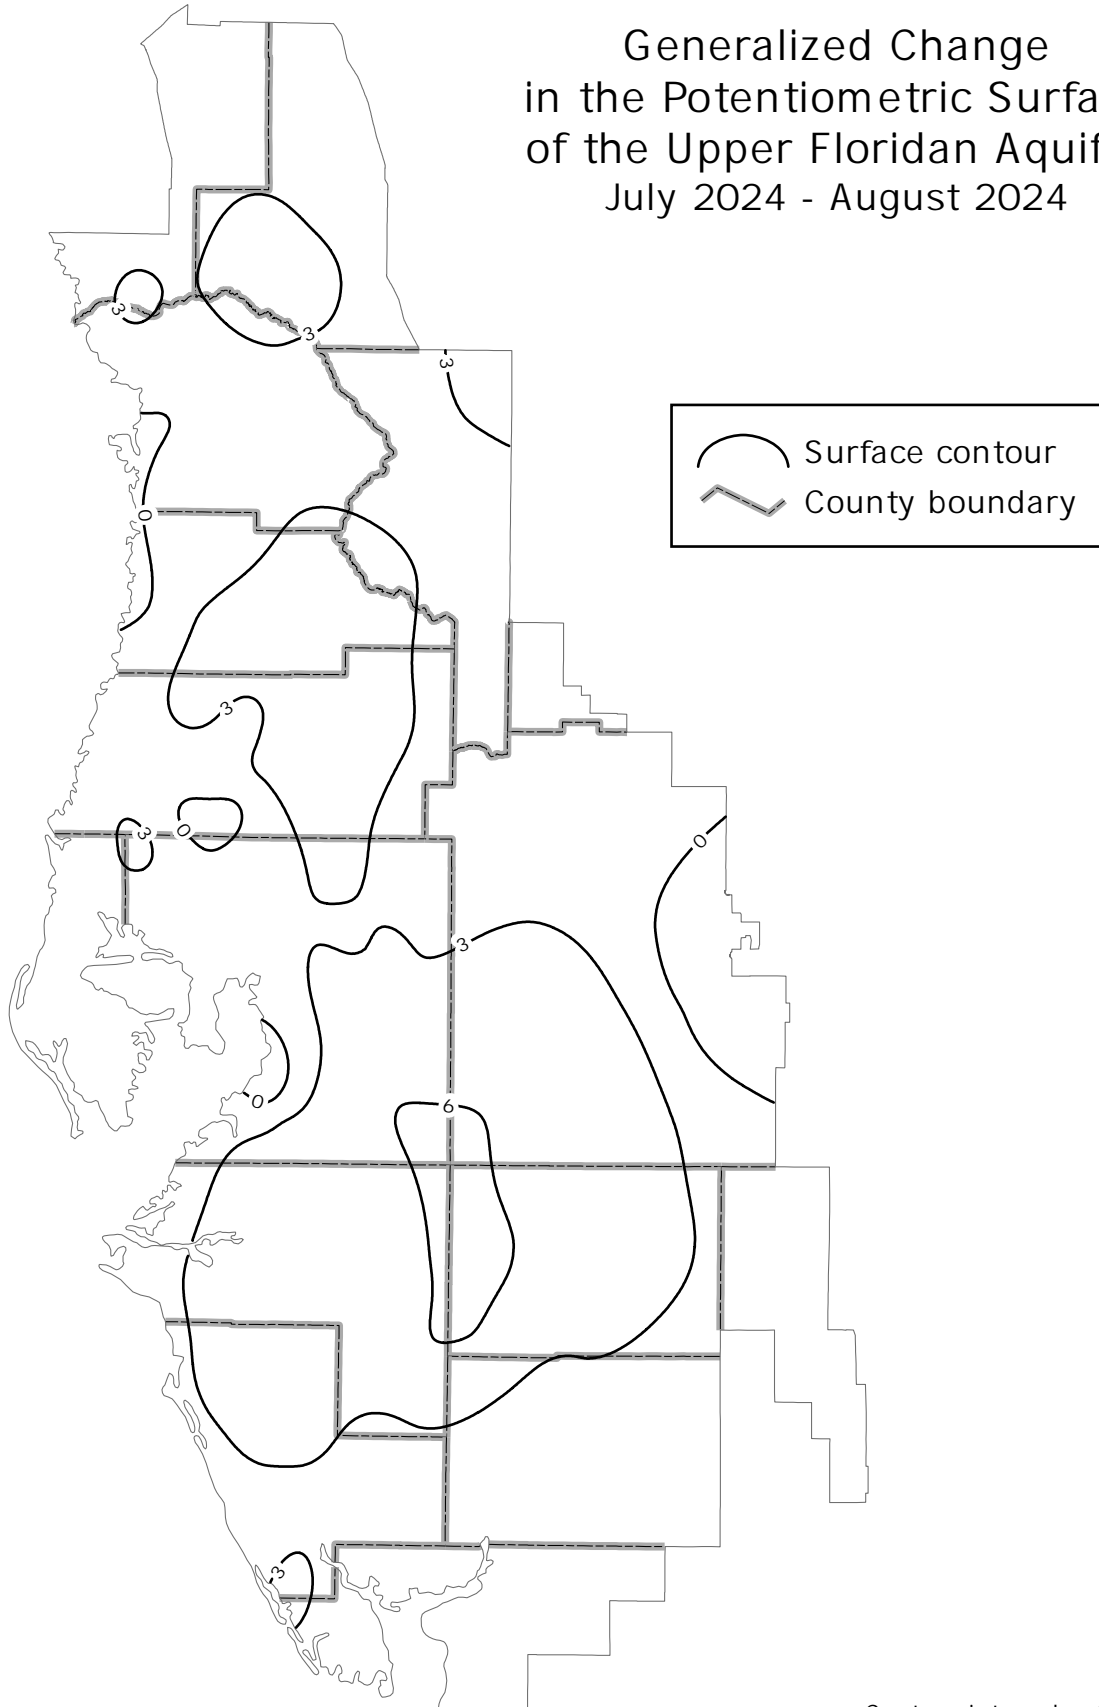 Generalized Change
in the Potentiometric Surfa
of the Upper Floridan Aquif
July 2024 - August 2024
3
3
3
Surface contour
County boundary
0
3
3
0
0
3
0
6
3